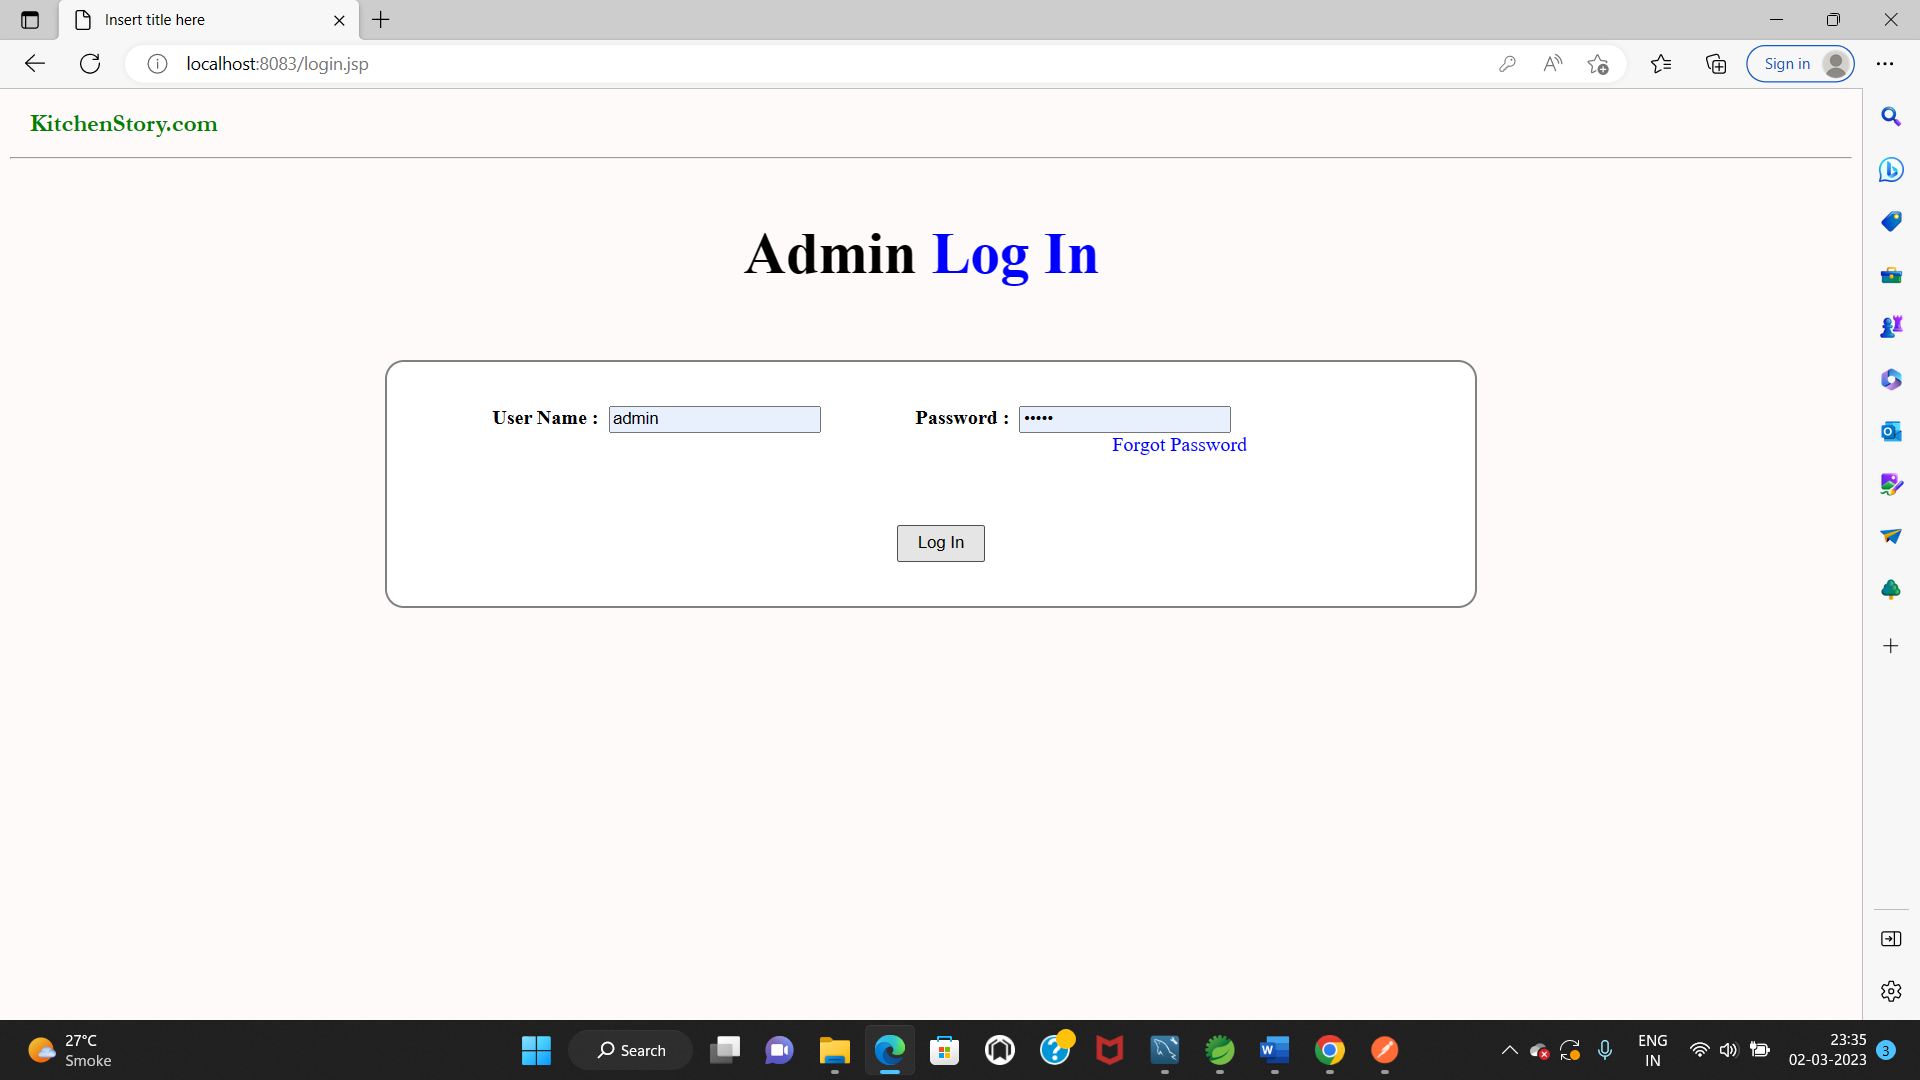 Insert title here
localhost:8083/login.jsp
Sign in
KitchenStory.com
Admin Log In
User Name : admin
Password : •••••
Forgot Password
Log In
27°C
Smoke
Search
ENG
IN
23:35
02-03-2023
3